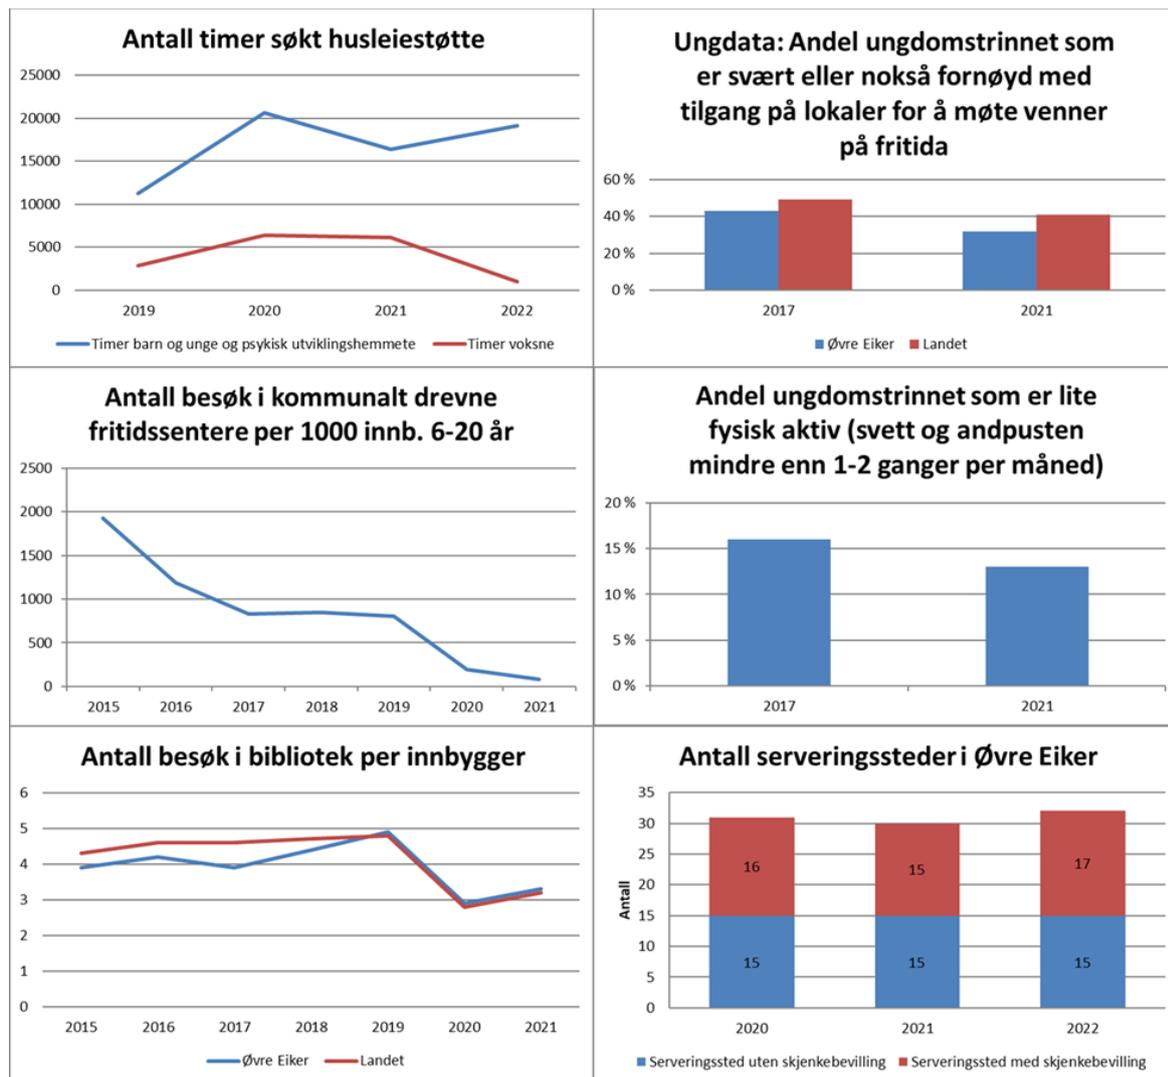 Antall timer søkt husleiestøtte
25000
20000
15000
10000
5000
0
2019 2020 2021 2022
Timer barn og unge og psykisk utviklingshemmete Timer voksne
Ungdata: Andel ungdomstrinnet som
er svært eller nokså fornøyd med
tilgang på lokaler for å møte venner
på fritida
60 %
40 %
20 %
0 %
2017 2021
Øvre Eiker Landet
Antall besøk i kommunalt drevne
fritidssentere per 1000 innb. 6-20 år
2500
2000
1500
1000
500
0
2015 2016 2017 2018 2019 2020 2021
Andel ungdomstrinnet som er lite
fysisk aktiv (svett og andpusten
mindre enn 1-2 ganger per måned)
20 %
15 %
10 %
5 %
0 %
2017 2021
Antall besøk i bibliotek per innbygger
6
5
4
3
2
1
0
2015 2016 2017 2018 2019 2020 2021
Øvre Eiker Landet
Antall serveringssteder i Øvre Eiker
Antall
35
30
25
20
15
10
5
0
16 15 17
15 15 15
2020 2021 2022
Serveringssted uten skjenkebevilling Serveringssted med skjenkebevilling